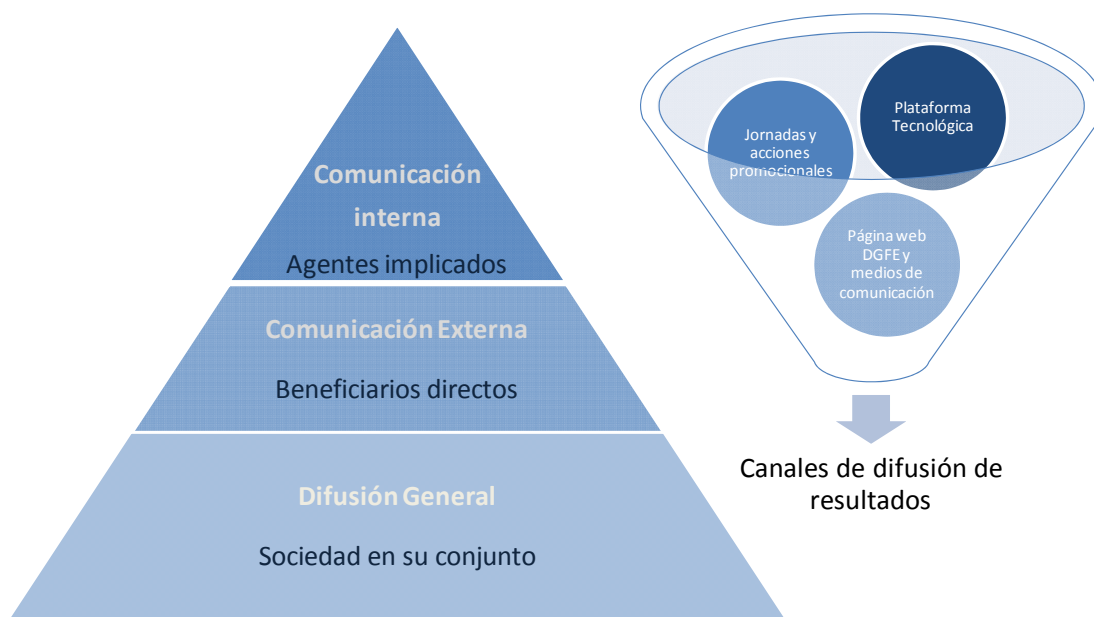 Comunicación
interna
Agentes implicados
Comunicación Externa
Beneficiarios directos
Difusión General
Sociedad en su conjunto
Plataforma
Tecnológica
Jornadas y
acciones
promocionales
Página web
DGFE y
medios de
comunicación
Canales de difusión de
resultados